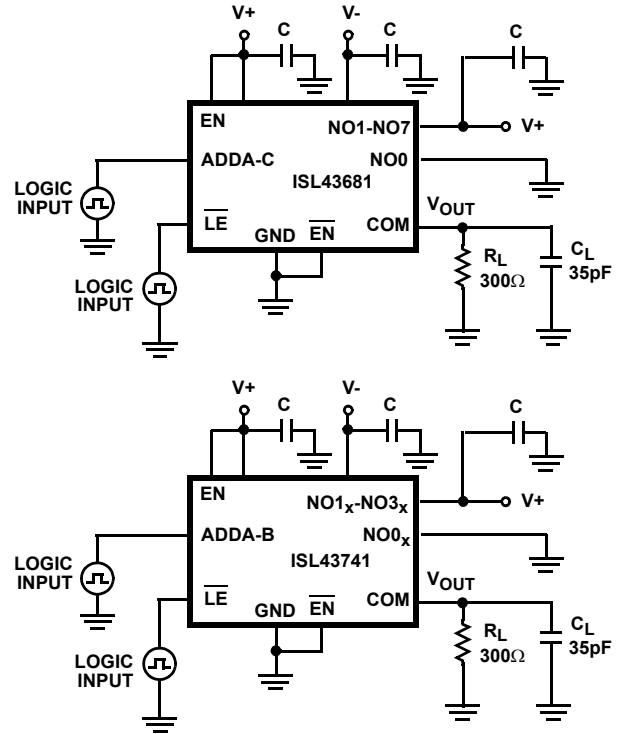 V+
C
V-
C
C
EN
NO1-NO7
V+
ADDA-C
NO0
ISL43681
LOGIC
INPUT
LE
GND
EN
COM
VOUT
RL
300Ω
CL
35pF
LOGIC
INPUT
V+
C
V-
C
C
EN
NO1x-NO3x
V+
ADDA-B
NO0x
ISL43741
LOGIC
INPUT
LE
GND
EN
COM
VOUT
RL
300Ω
CL
35pF
LOGIC
INPUT